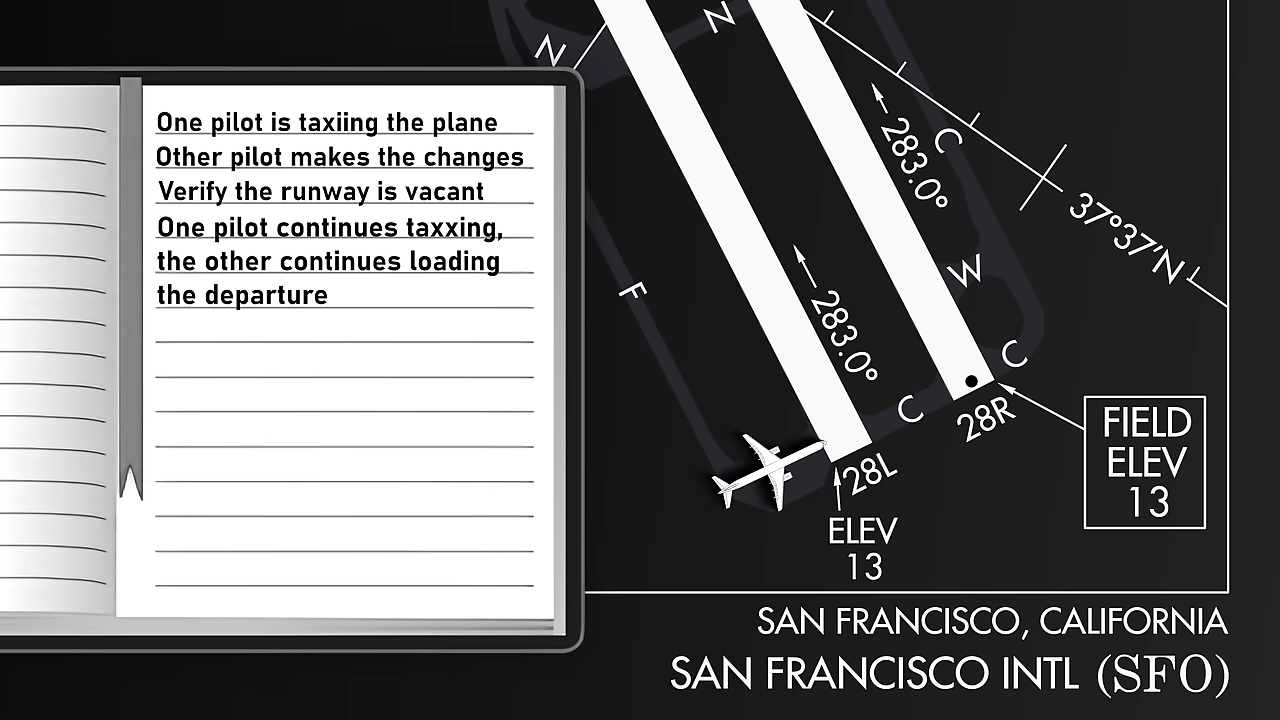 One pilot is taxiing the plane
Other pilot makes the changes
Verify the runway is vacant
One pilot continues taxxing,
the other continues loading
the departure
N
N
283.0°
C
37°37'N
F
283.0°
W
C
C
28R
28L
FIELD
ELEV
13
ELEV
13
SAN FRANCISCO, CALIFORNIA
SAN FRANCISCO INTL (SFO)